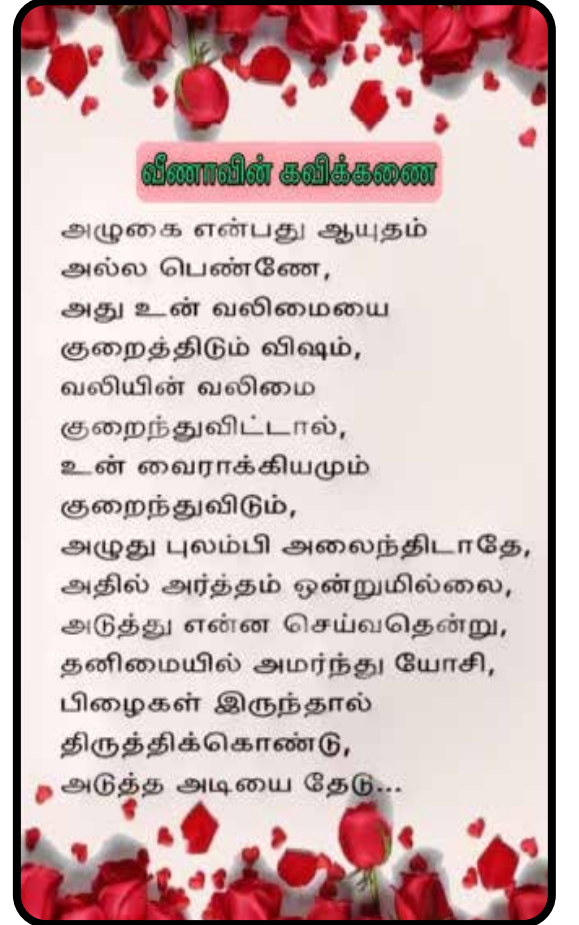 வீணாவின் கவிக்கணை
அழுகை என்பது ஆயுதம்
அல்ல பெண்ணே,
அது உன் வலிமையை
குறைத்திடும் விஷம்,
வலியின் வலிமை
குறைந்துவிட்டால்,
உன் வைராக்கியமும்
குறைந்துவிடும்,
அழுது புலம்பி அலைந்திடாதே,
அதில் அர்த்தம் ஒன்றுமில்லை,
அடுத்து என்ன செய்வதென்று,
தனிமையில் அமர்ந்து யோசி,
பிழைகள் இருந்தால்
திருத்திக்கொண்டு,
அடுத்த அடியை தேடு...